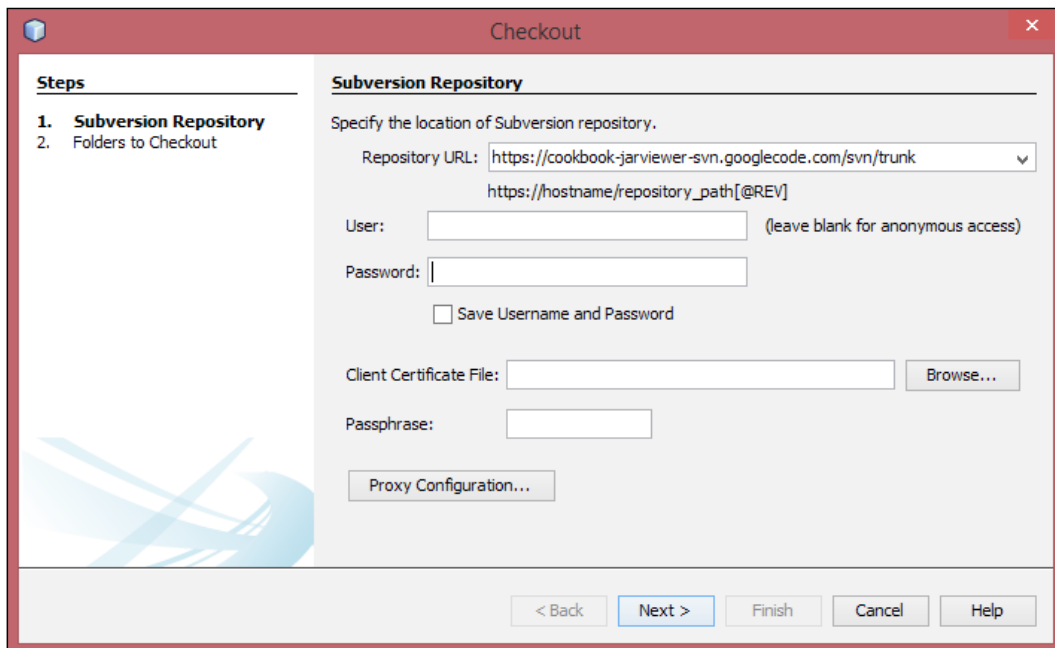 Checkout
Steps
1. Subversion Repository
2. Folders to Checkout
Subversion Repository
Specify the location of Subversion repository.
Repository URL: https://cookbook-jarviewer-svn.googlecode.com/svn/trunk
https://hostname/repository_path[@REV]
User: (leave blank for anonymous access)
Password:
Save Username and Password
Client Certificate File: Browse...
Passphrase:
Proxy Configuration...
< Back Next > Finish Cancel Help